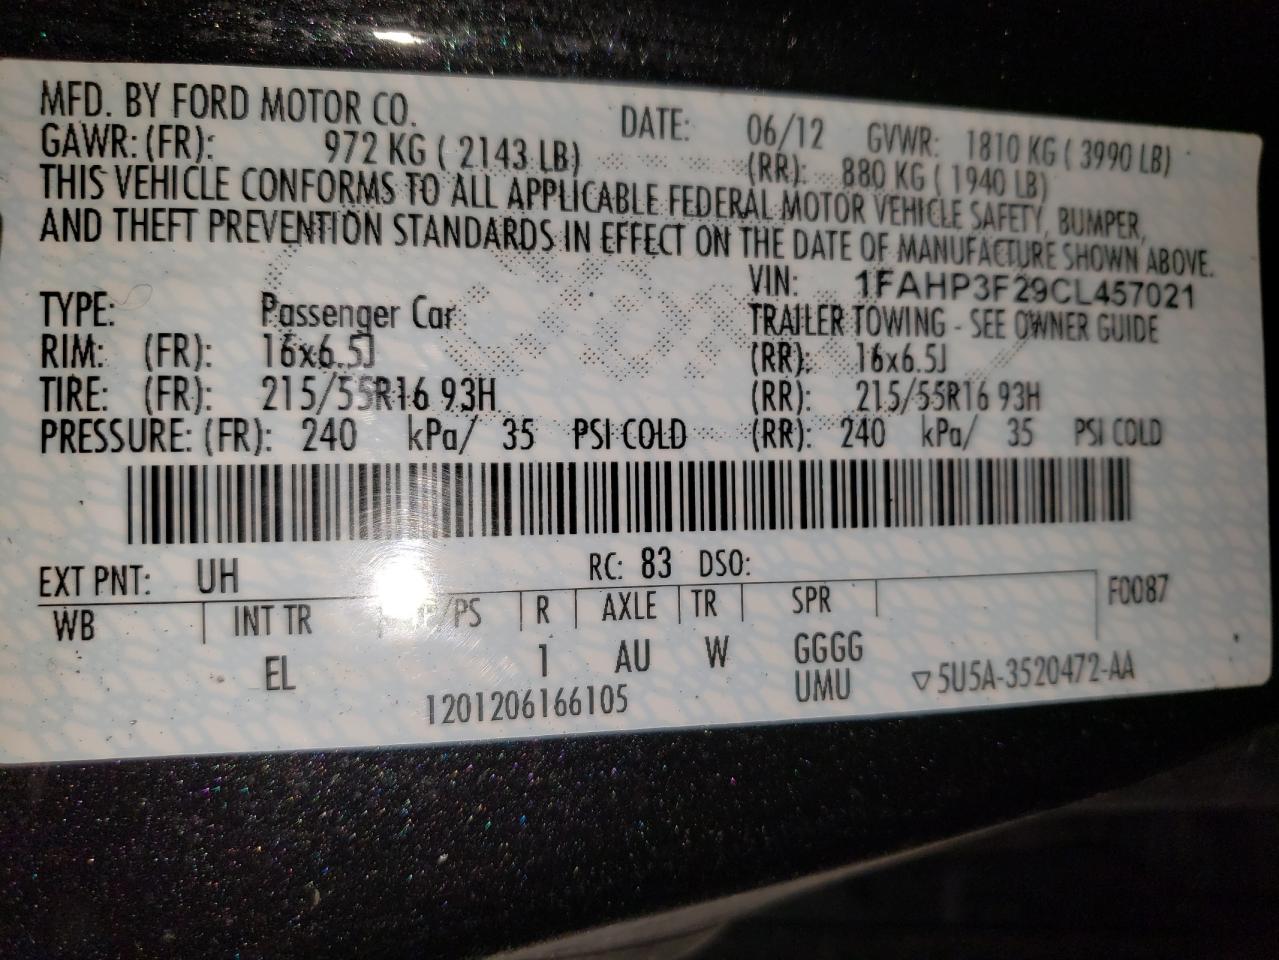 MFD. BY FORD MOTOR CO.
DATE: 06/12 GVWR: 1810 KG ( 3990 LB)
GAWR: (FR): 972 KG ( 2143 LB) (RR): 880 KG ( 1940 LB)
THIS VEHICLE CONFORMS TO ALL APPLICABLE FEDERAL MOTOR VEHICLE SAFETY, BUMPER,
AND THEFT PREVENTION STANDARDS IN EFFECT ON THE DATE OF MANUFACTURE SHOWN ABOVE.
VIN: 1FAHP3F29CL457021
TYPE: Passenger Car TRAILER TOWING - SEE OWNER GUIDE
RIM: (FR): 16x6.5J (RR): 16x6.5J
TIRE: (FR): 215/55R16 93H (RR): 215/55R16 93H
PRESSURE: (FR): 240 kPa/ 35 PSI COLD (RR): 240 kPa/ 35 PSI COLD
EXT PNT: UH RC: 83 DSO:
WB INT TR /PS R AXLE TR SPR F0087
EL 1 AU W GGGG
UMU
1201206166105 ▽5U5A-3520472-AA